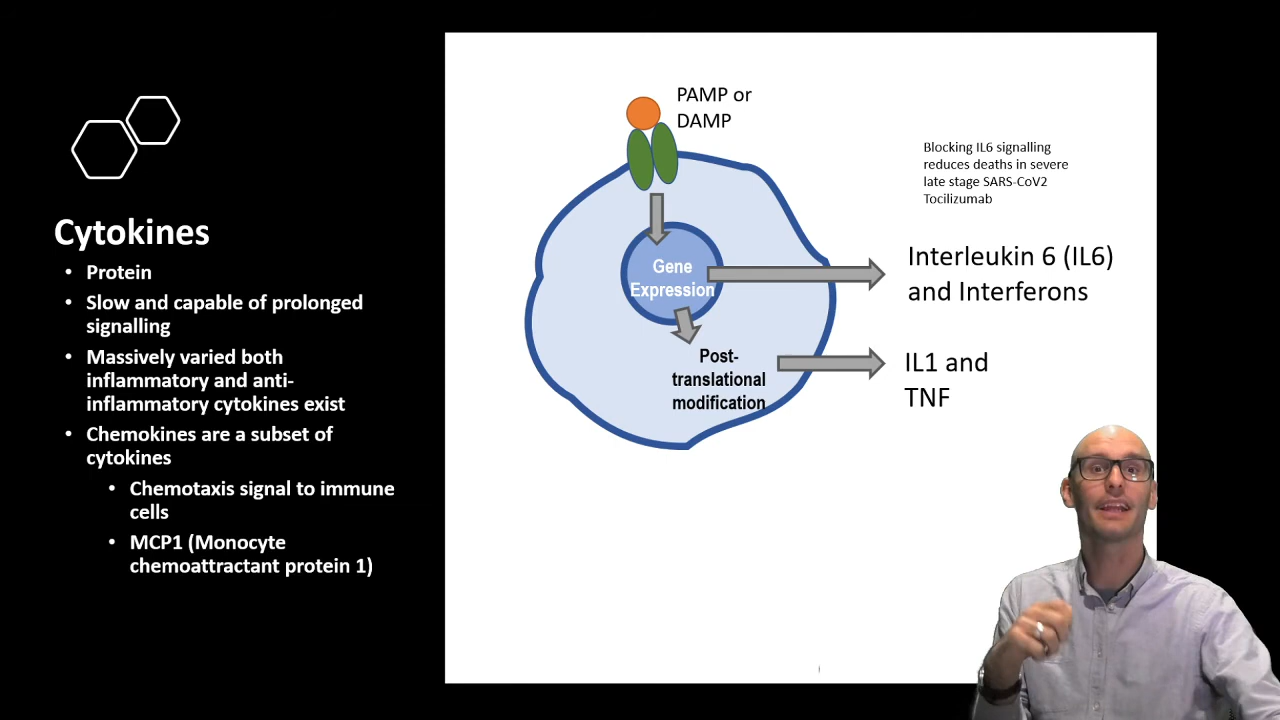 Cytokines
• Protein
• Slow and capable of prolonged
signalling
• Massively varied both
inflammatory and anti-
inflammatory cytokines exist
• Chemokines are a subset of
cytokines
• Chemotaxis signal to immune
cells
• MCP1 (Monocyte
chemoattractant protein 1)
PAMP or
DAMP
Blocking IL6 signalling
reduces deaths in severe
late stage SARS-CoV2
Tocilizumab
Gene
Expression
Interleukin 6 (IL6)
and Interferons
Post-
translational
modification
IL1 and
TNF